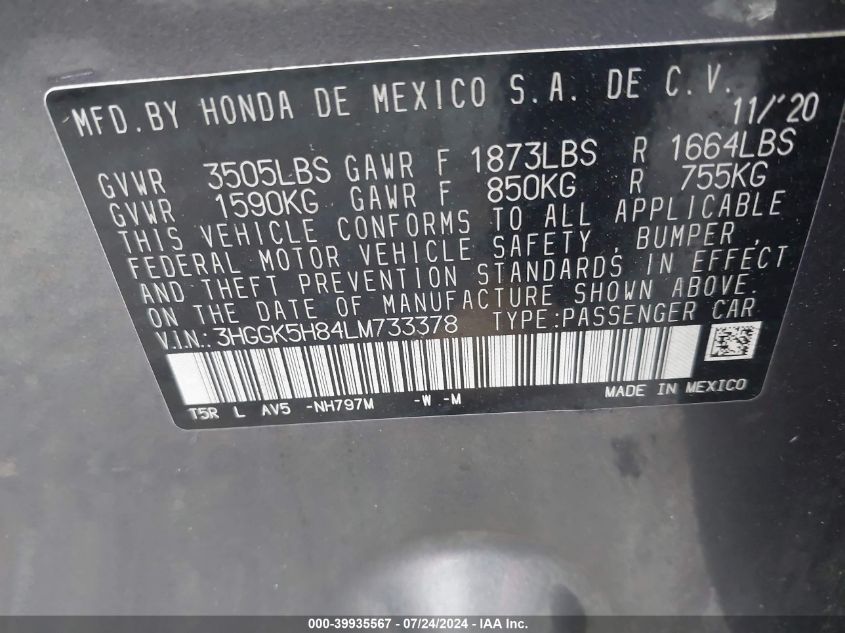 MFD. BY HONDA DE MEXICO S.A. DE C.V. 11/'20
GVWR 3505LBS GAWR F 1873LBS R 1664LBS
GVWR 1590KG GAWR F 850KG R 755KG
THIS VEHICLE CONFORMS TO ALL APPLICABLE
FEDERAL MOTOR VEHICLE SAFETY, BUMPER,
AND THEFT PREVENTION STANDARDS IN EFFECT
ON THE DATE OF MANUFACTURE SHOWN ABOVE.
V.I.N.: 3HGGK5H84LM733378 TYPE:PASSENGER CAR
T5R L AV5 -NH797M -W -M MADE IN MEXICO
000-39935567 - 07/24/2024 - IAA Inc.